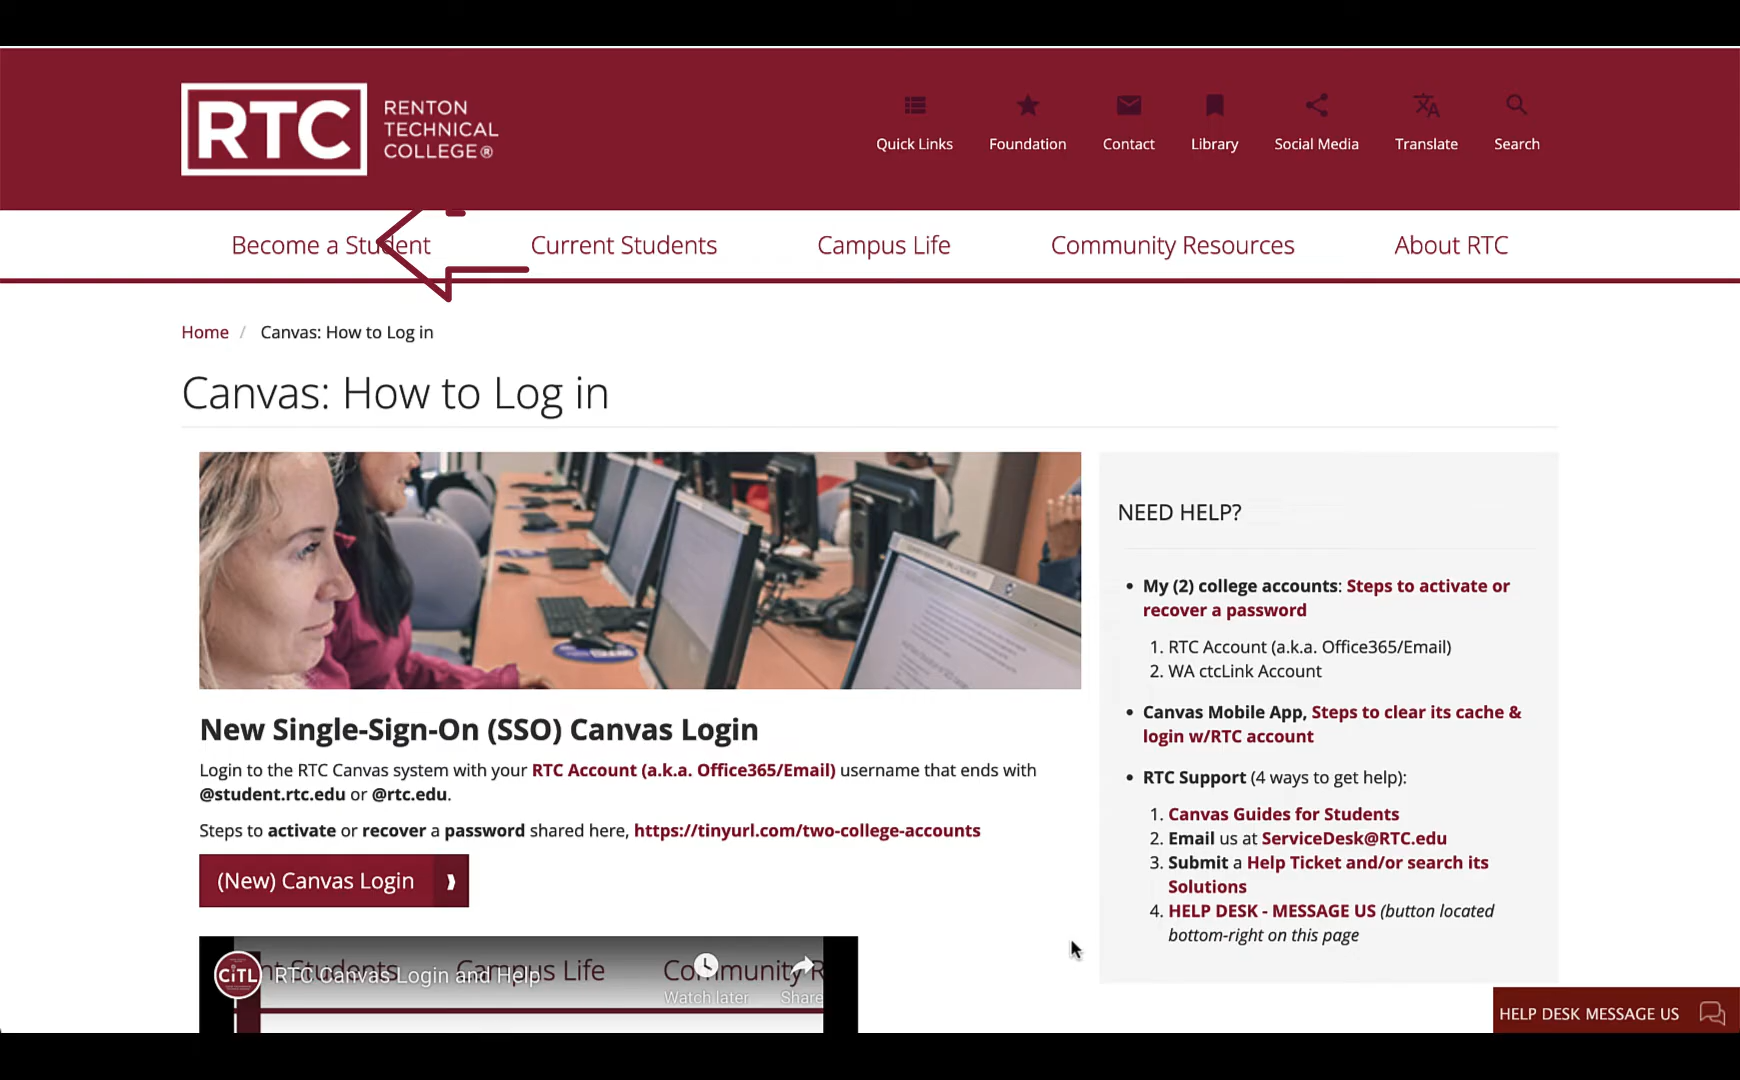 RTC
RENTON
TECHNICAL
COLLEGE®
Quick Links
Foundation
Contact
Library
Social Media
Translate
Search
Become a Student
Current Students
Campus Life
Community Resources
About RTC
Home / Canvas: How to Log in
Canvas: How to Log in
New Single-Sign-On (SSO) Canvas Login
Login to the RTC Canvas system with your RTC Account (a.k.a. Office365/Email) username that ends with
@student.rtc.edu or @rtc.edu.
Steps to activate or recover a password shared here, https://tinyurl.com/two-college-accounts
(New) Canvas Login
CiTL
RTC Canvas Login and Help
nt Students
Campus Life
Community R
Watch later
Share
NEED HELP?
• My (2) college accounts: Steps to activate or
recover a password
1. RTC Account (a.k.a. Office365/Email)
2. WA ctcLink Account
• Canvas Mobile App, Steps to clear its cache &
login w/RTC account
• RTC Support (4 ways to get help):
1. Canvas Guides for Students
2. Email us at ServiceDesk@RTC.edu
3. Submit a Help Ticket and/or search its
Solutions
4. HELP DESK - MESSAGE US (button located
bottom-right on this page
HELP DESK MESSAGE US